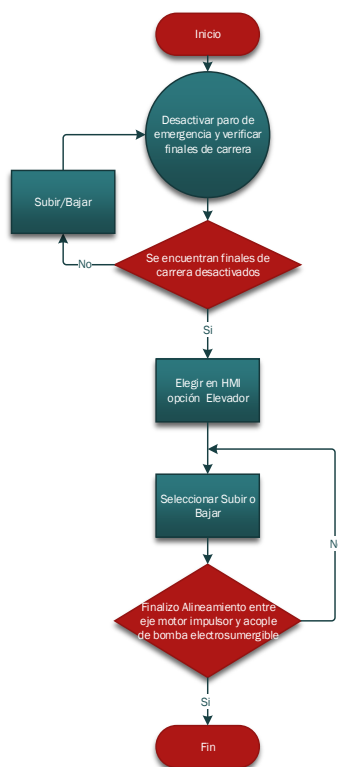 Inicio
Desactivar paro de
emergencia y verificar
finales de carrera
Subir/Bajar
Se encuentran finales de
carrera desactivados
No
Si
Elegir en HMI
opción Elevador
Seleccionar Subir o
Bajar
No
Finalizo Alineamiento entre
eje motor impulsor y acople
de bomba electrosumergible
Si
Fin